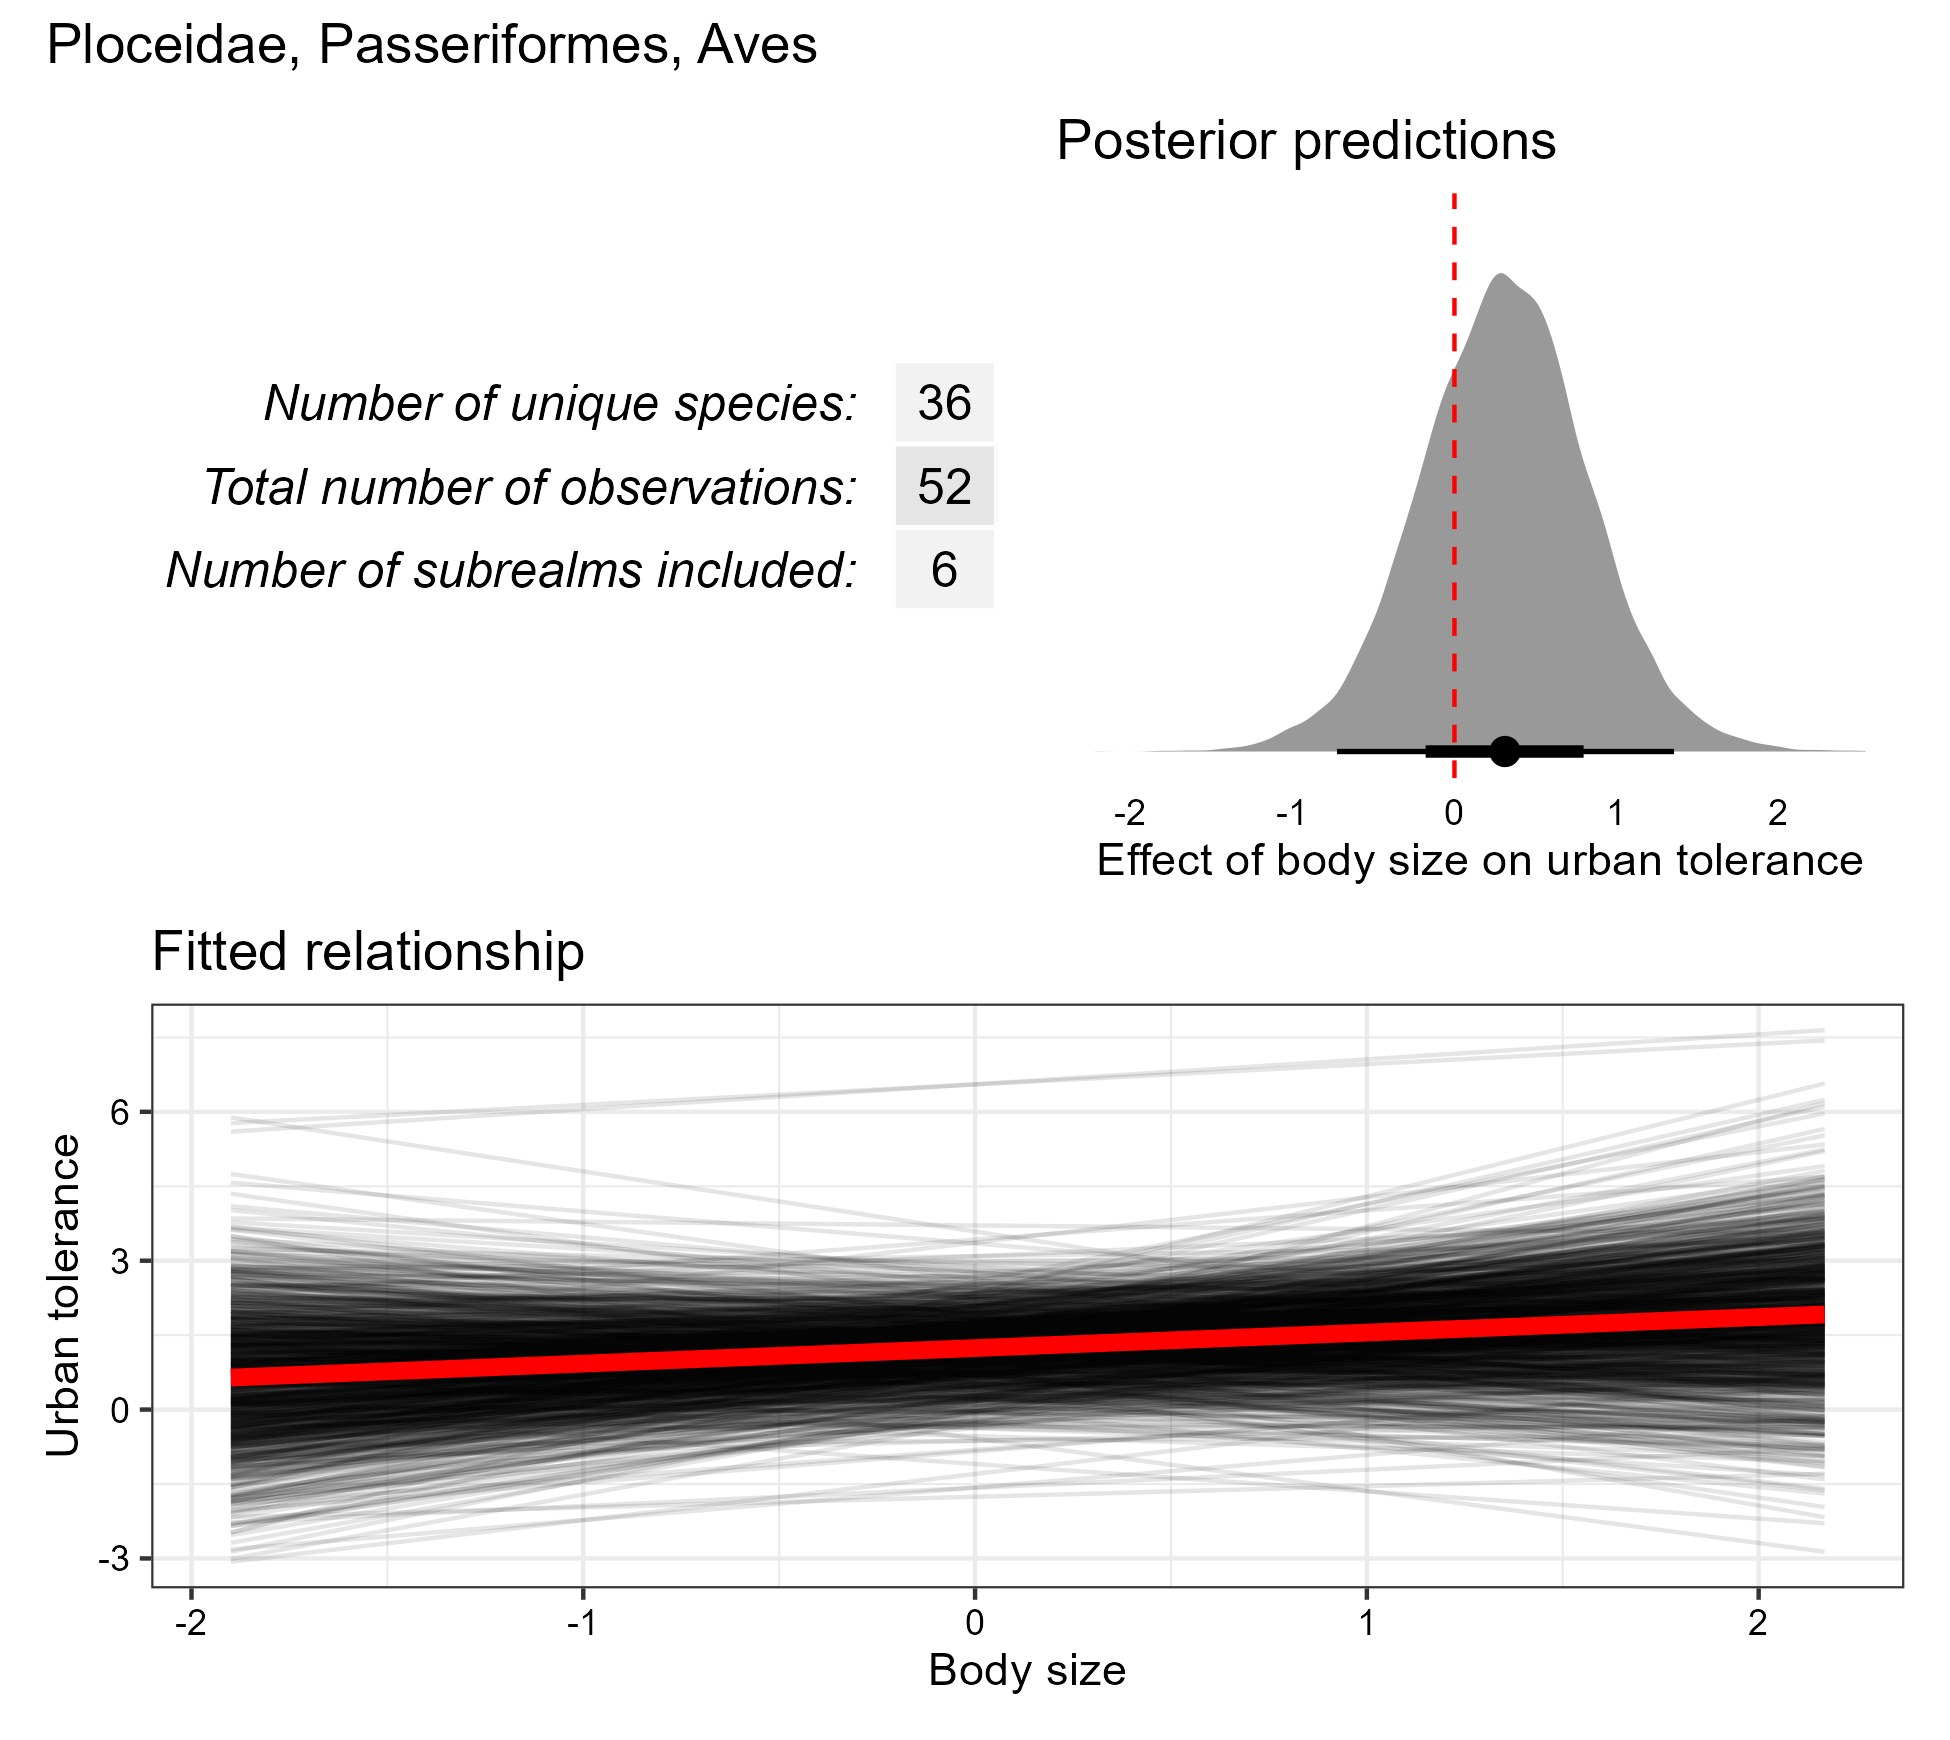 Ploceidae, Passeriformes, Aves
Posterior predictions
Number of unique species: 36
Total number of observations: 52
Number of subrealms included: 6
-2 -1 0 1 2
Effect of body size on urban tolerance
Fitted relationship
Urban tolerance
6
3
0
-3
-2 -1 0 1 2
Body size